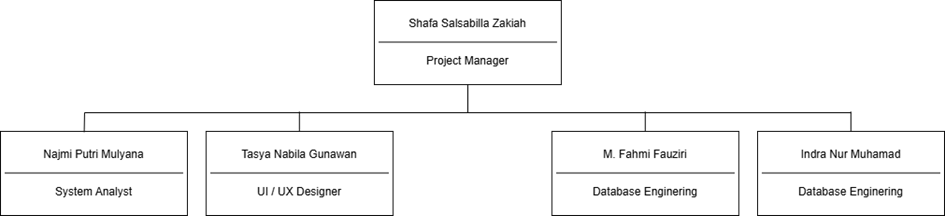 Shafa Salsabilla Zakiah
Project Manager
Najmi Putri Mulyana
System Analyst
Tasya Nabila Gunawan
UI / UX Designer
M. Fahmi Fauziri
Database Enginering
Indra Nur Muhamad
Database Enginering